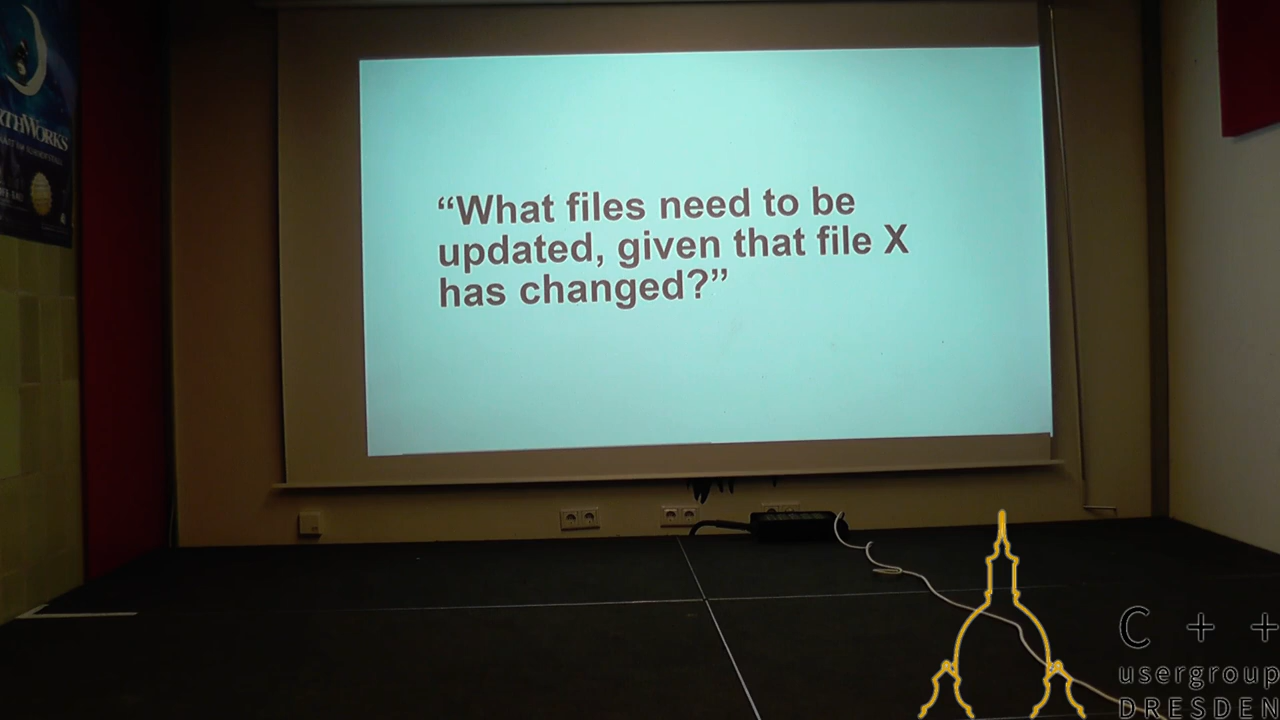 “What files need to be
updated, given that file X
has changed?”
C++
usergroup
DRESDEN